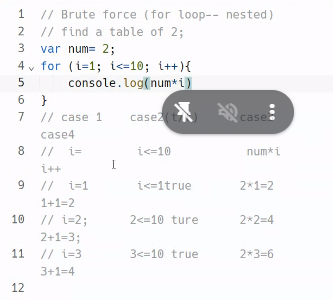 1 // Brute force (for loop-- nested)
2 // find a table of 2;
3 var num= 2;
4 for (i=1; i<=10; i++){
5 console.log(num*i)
6 }
7 // case 1 case2
case4
8 // i= i<=10 num*i
i++
9 // i=1 i<=1true 2*1=2
1+1=2
10 // i=2; 2<=10 ture 2*2=4
2+1=3;
11 // i=3 3<=10 true 2*3=6
3+1=4
12